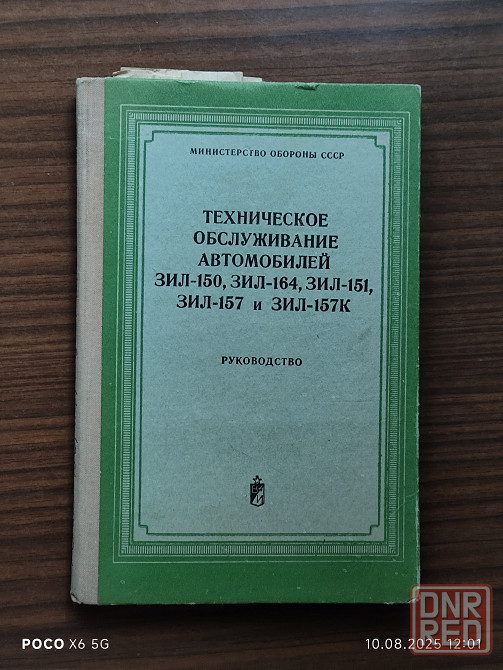 МИНИСТЕРСТВО ОБОРОНЫ СССР
ТЕХНИЧЕСКОЕ
ОБСЛУЖИВАНИЕ
АВТОМОБИЛЕЙ
ЗИЛ-150, ЗИЛ-164, ЗИЛ-151,
ЗИЛ-157 и ЗИЛ-157К
РУКОВОДСТВО
DNR
RED
POCO X6 5G
10.08.2025 12:01